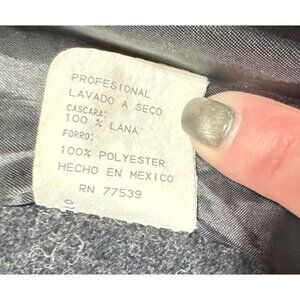 PROFESIONAL
LAVADO A SECO
CASCARA:
100 % LANA
FORRO:
100% POLYESTER
HECHO EN MEXICO
RN 77539